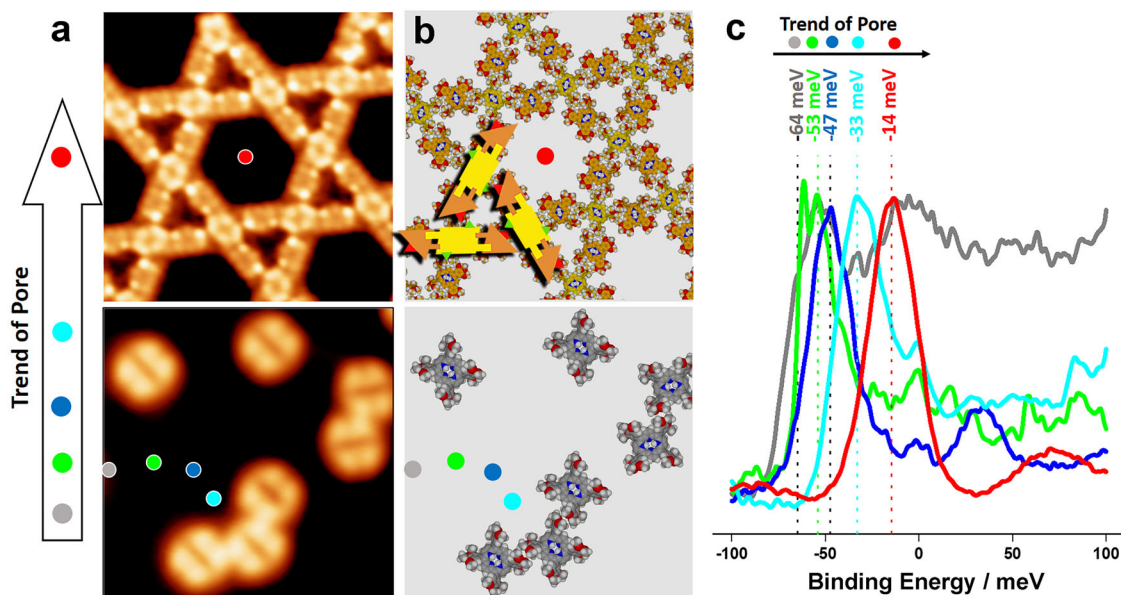 a
b
c
Trend of Pore
Trend of Pore
-64 meV
-53 meV
-47 meV
-33 meV
-14 meV
-100
-50
0
50
100
Binding Energy / meV